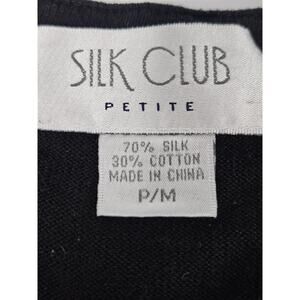 SILK CLUB
PETITE
70% SILK
30% COTTON
MADE IN CHINA
P/M